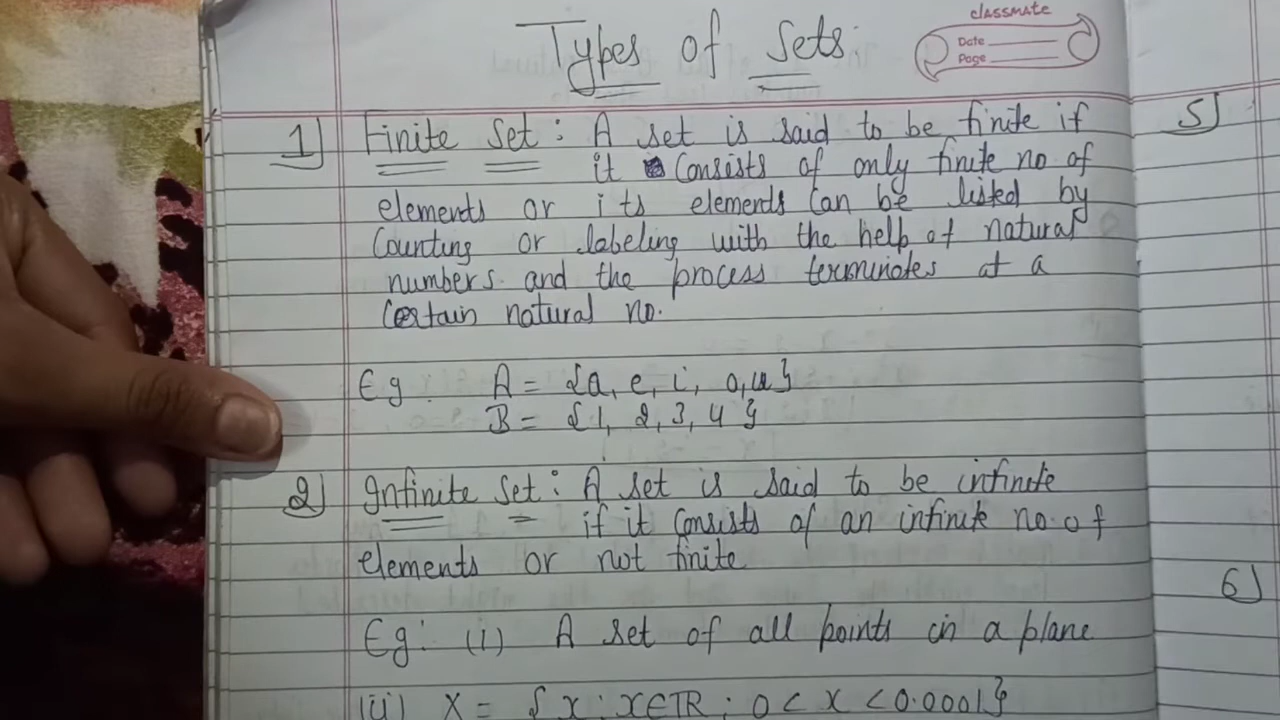 Types of Sets.
classmate
Date
Page
1) Finite Set : A set is said to be finite if
it consists of only finite no of
elements or its elements can be listed by
counting or labeling with the help of natural
numbers. and the process terminates at a
certain natural no.
Eg : A = {a, e, i, o, u}
B = {1, 2, 3, 4}
2) Infinite Set : A set is said to be infinite
if it consists of an infinite no. of
elements or not finite
Eg: (i) A set of all points in a plane
(ii) X = {x : x ∈ R ; 0 < x < 0.0001}
5)
6)